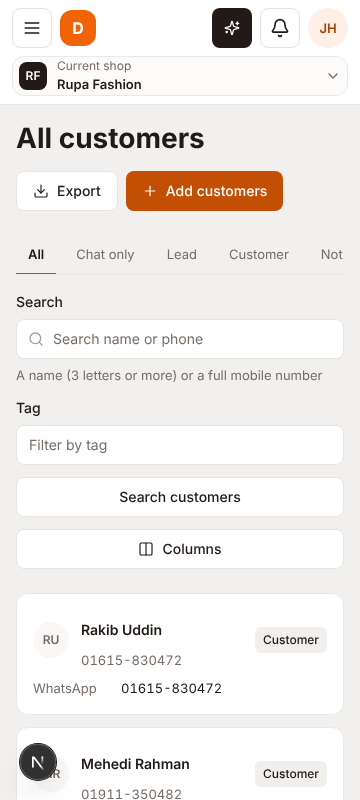 D
JH
RF
Current shop
Rupa Fashion
All customers
Export
Add customers
All
Chat only
Lead
Customer
Not
Search
Search name or phone
A name (3 letters or more) or a full mobile number
Tag
Filter by tag
Search customers
Columns
RU
Rakib Uddin
Customer
01615-830472
WhatsApp 01615-830472
N
R
Mehedi Rahman
Customer
01911-350482